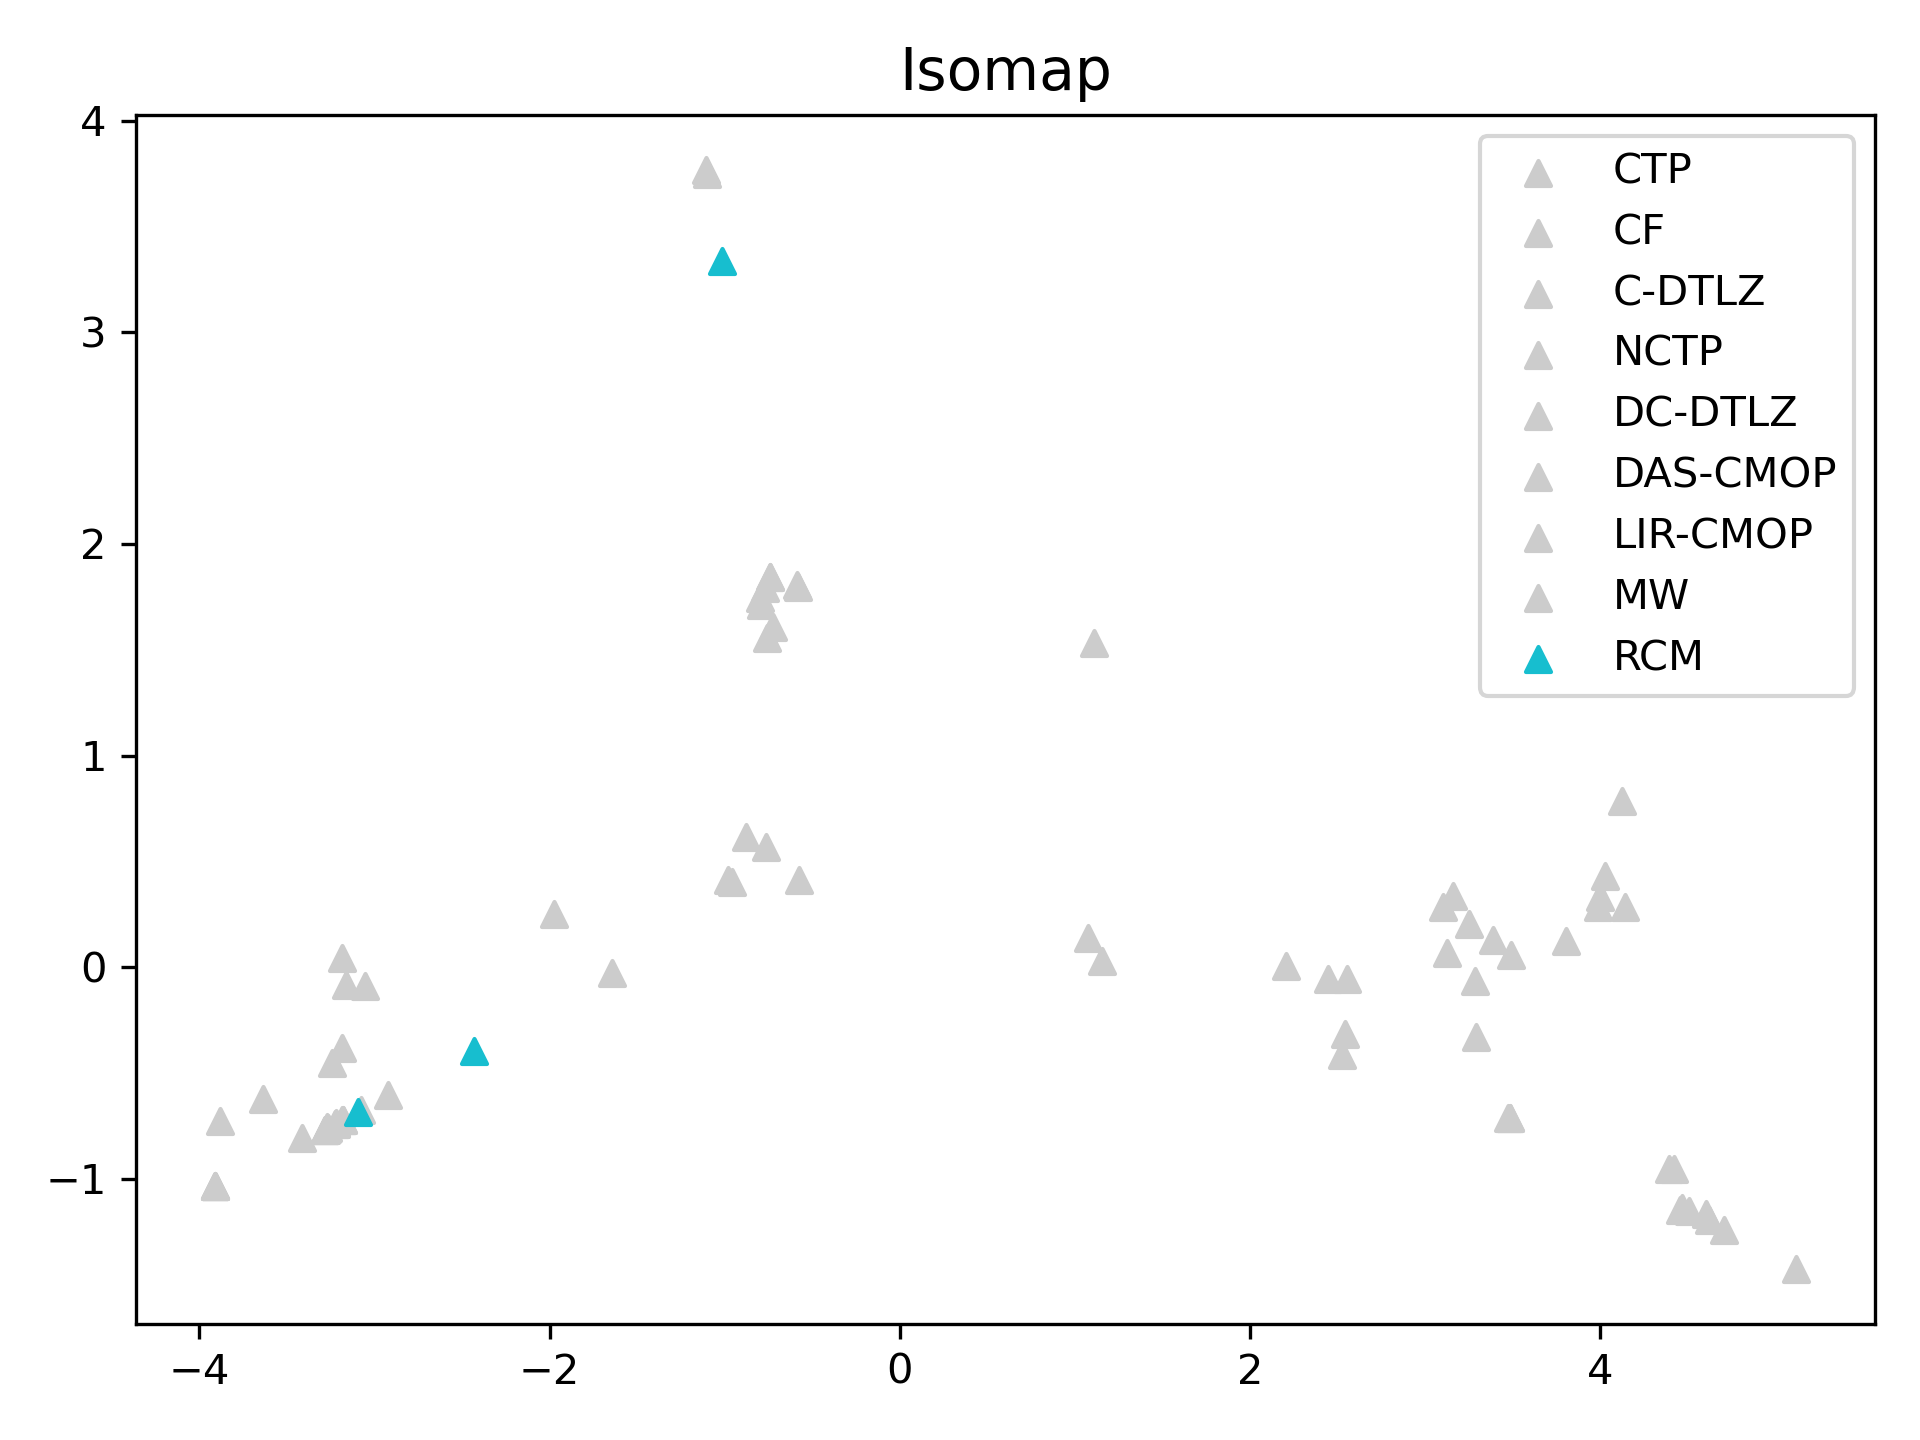 Isomap
4
3
2
1
0
−1
−4
−2
0
2
4
CTP
CF
C-DTLZ
NCTP
DC-DTLZ
DAS-CMOP
LIR-CMOP
MW
RCM